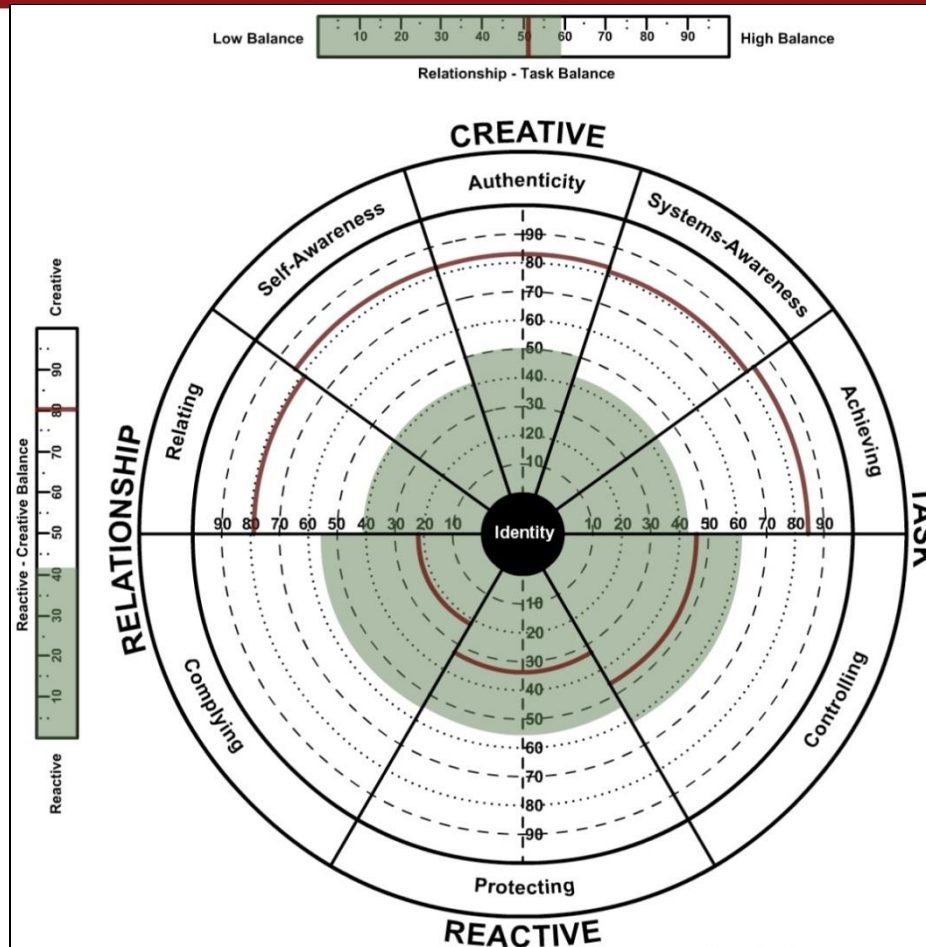 Low Balance
10 20 30 40 50 60 70 80 90
High Balance
Relationship - Task Balance
CREATIVE
Authenticity
Self-Awareness
Systems-Awareness
Relating
Achieving
RELATIONSHIP
TASK
Creative
Reactive - Creative Balance
90
80
70
60
50
40
30
20
10
Reactive
90
80
70
60
50
40
30
20
10
90 80 70 60 50 40 30 20 10
Identity
10 20 30 40 50 60 70 80 90
10
20
30
40
50
60
70
80
90
Complying
Controlling
Protecting
REACTIVE